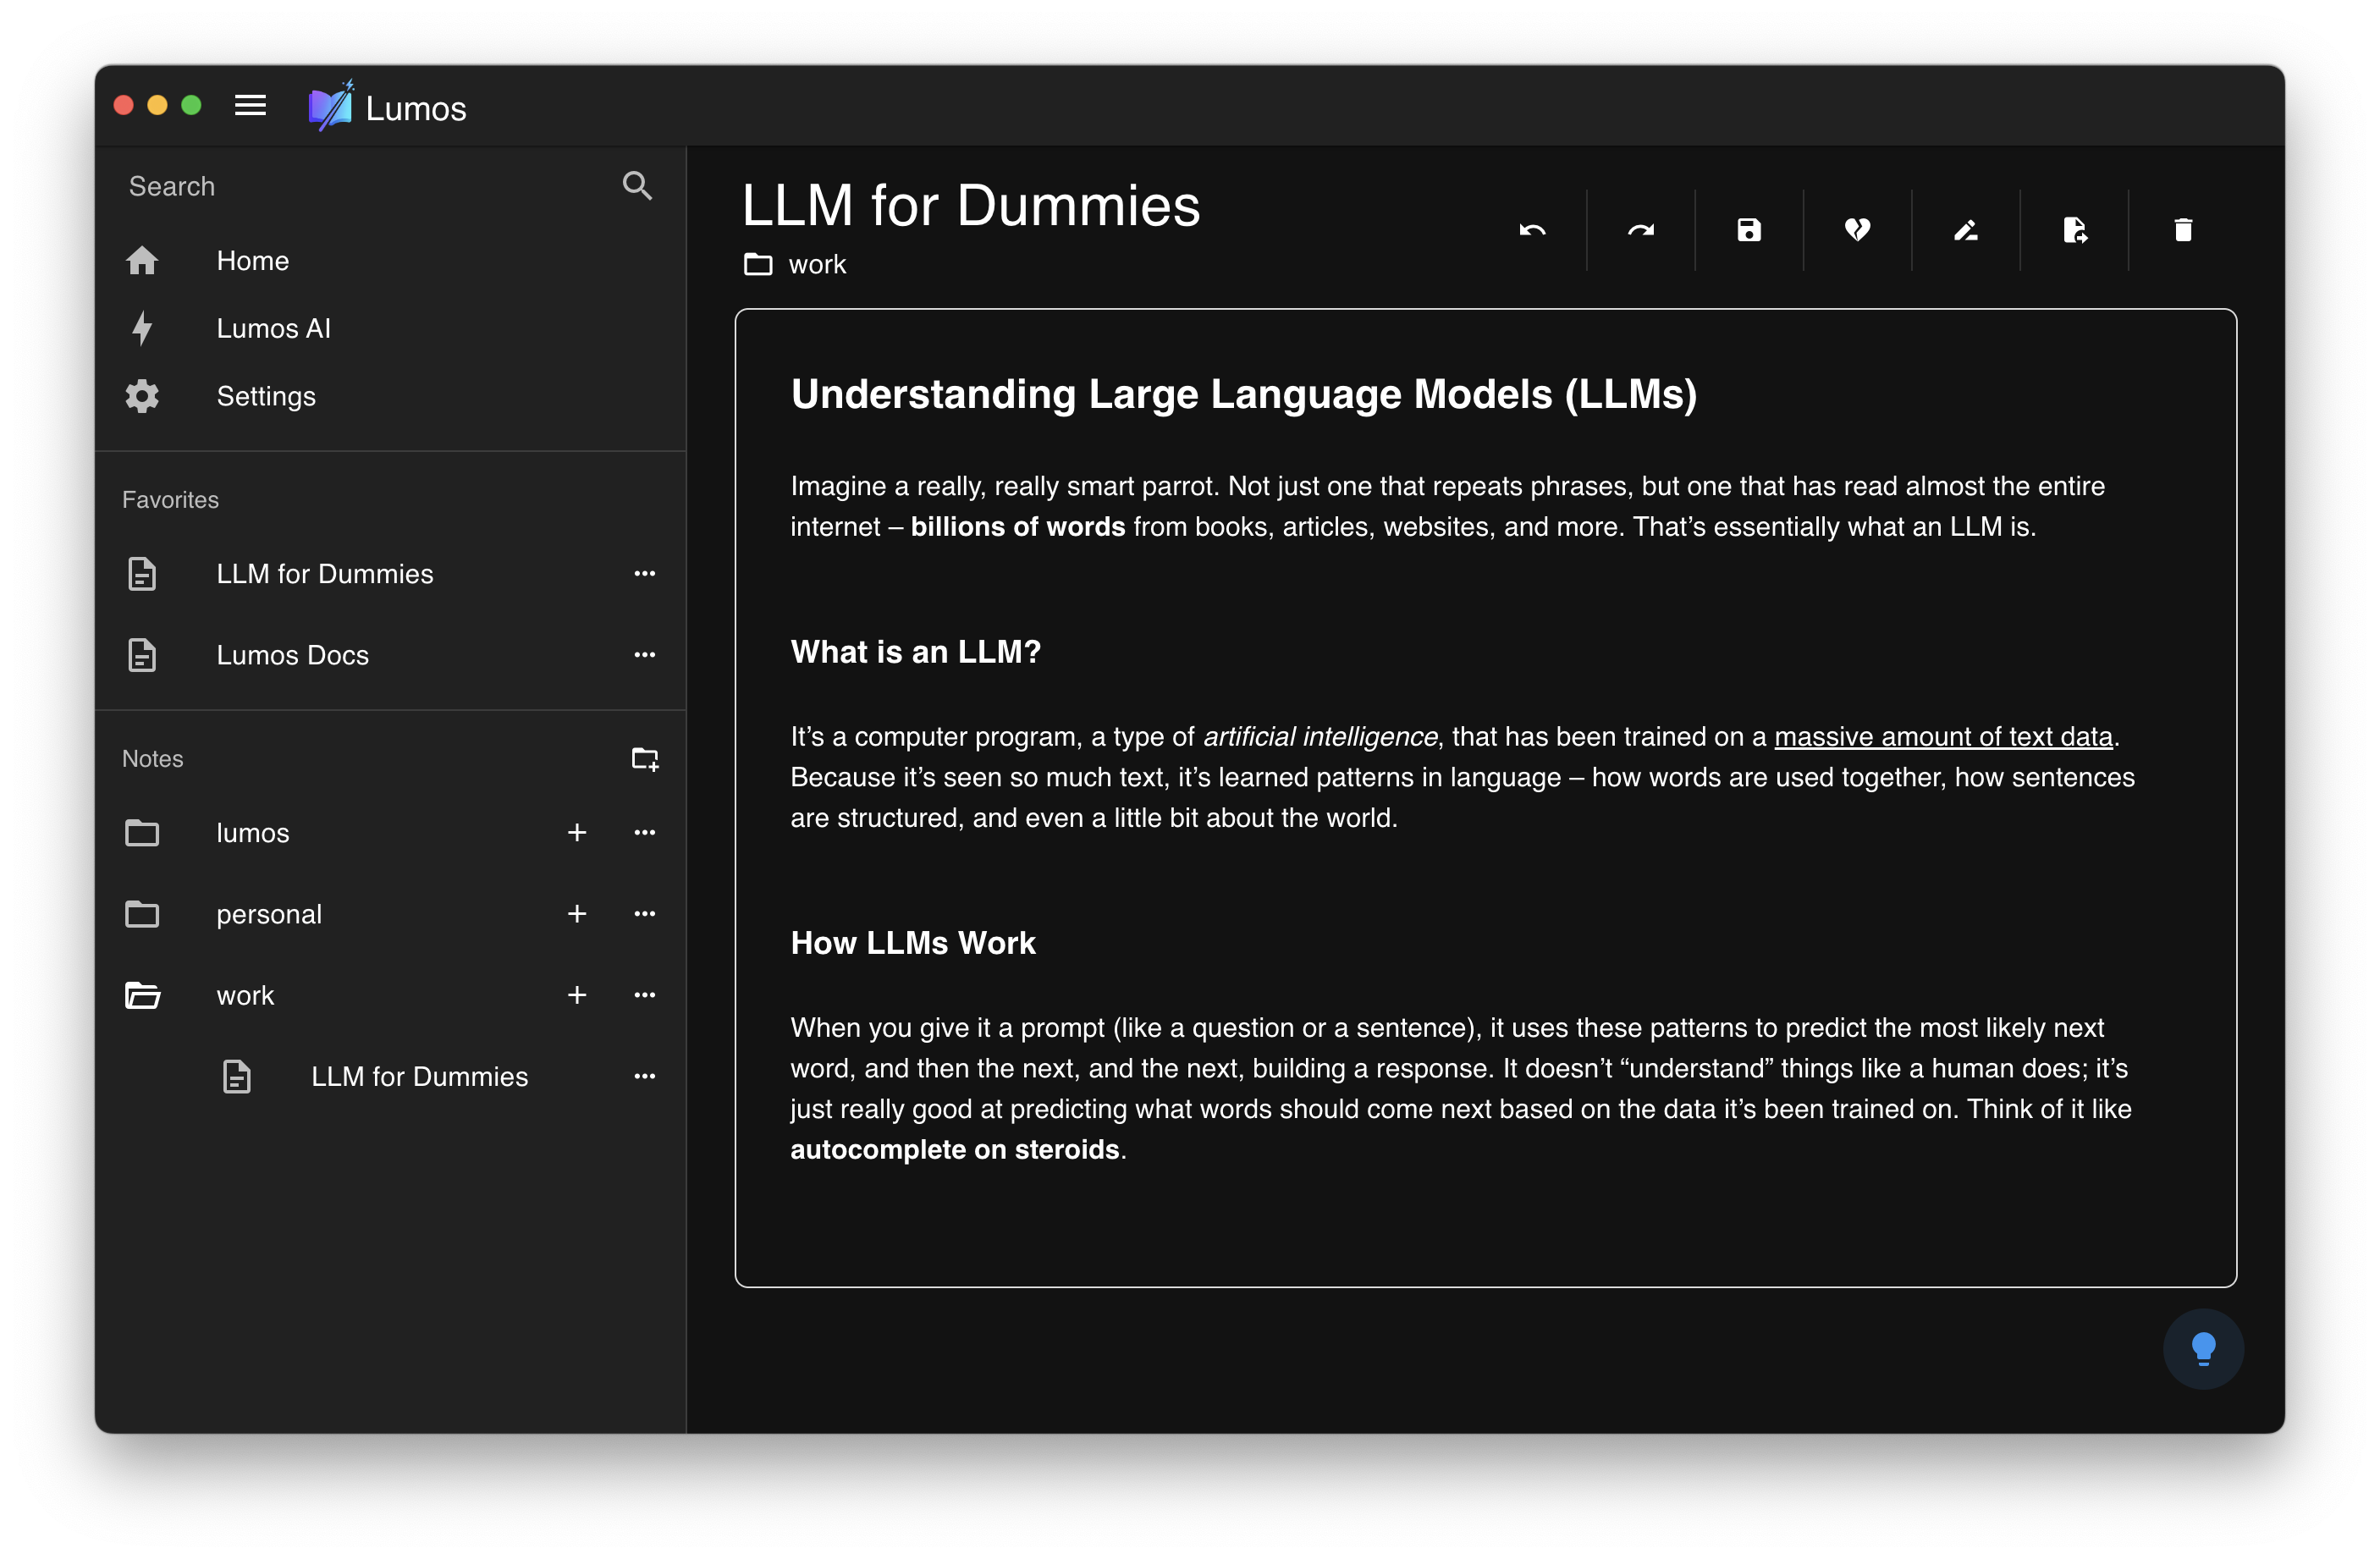 Lumos
Search
Home
Lumos AI
Settings
Favorites
LLM for Dummies
Lumos Docs
Notes
lumos
personal
work
LLM for Dummies
LLM for Dummies
work
Understanding Large Language Models (LLMs)
Imagine a really, really smart parrot. Not just one that repeats phrases, but one that has read almost the entire
internet – billions of words from books, articles, websites, and more. That’s essentially what an LLM is.
What is an LLM?
It’s a computer program, a type of artificial intelligence, that has been trained on a massive amount of text data.
Because it’s seen so much text, it’s learned patterns in language – how words are used together, how sentences
are structured, and even a little bit about the world.
How LLMs Work
When you give it a prompt (like a question or a sentence), it uses these patterns to predict the most likely next
word, and then the next, and the next, building a response. It doesn’t “understand” things like a human does; it’s
just really good at predicting what words should come next based on the data it’s been trained on. Think of it like
autocomplete on steroids.